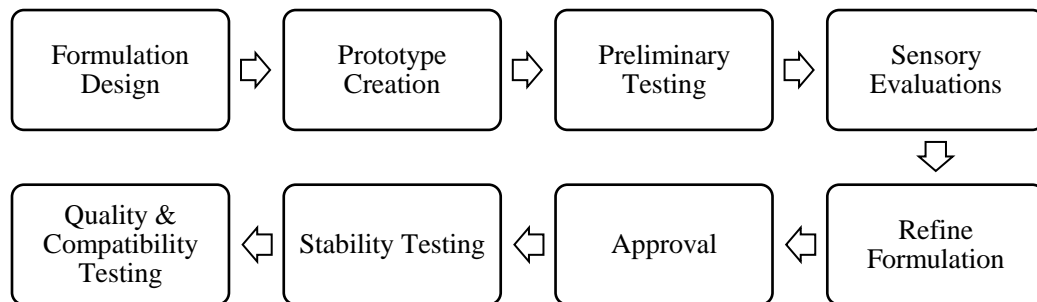 Formulation
Design
Prototype
Creation
Preliminary
Testing
Sensory
Evaluations
Refine
Formulation
Approval
Stability Testing
Quality &
Compatibility
Testing